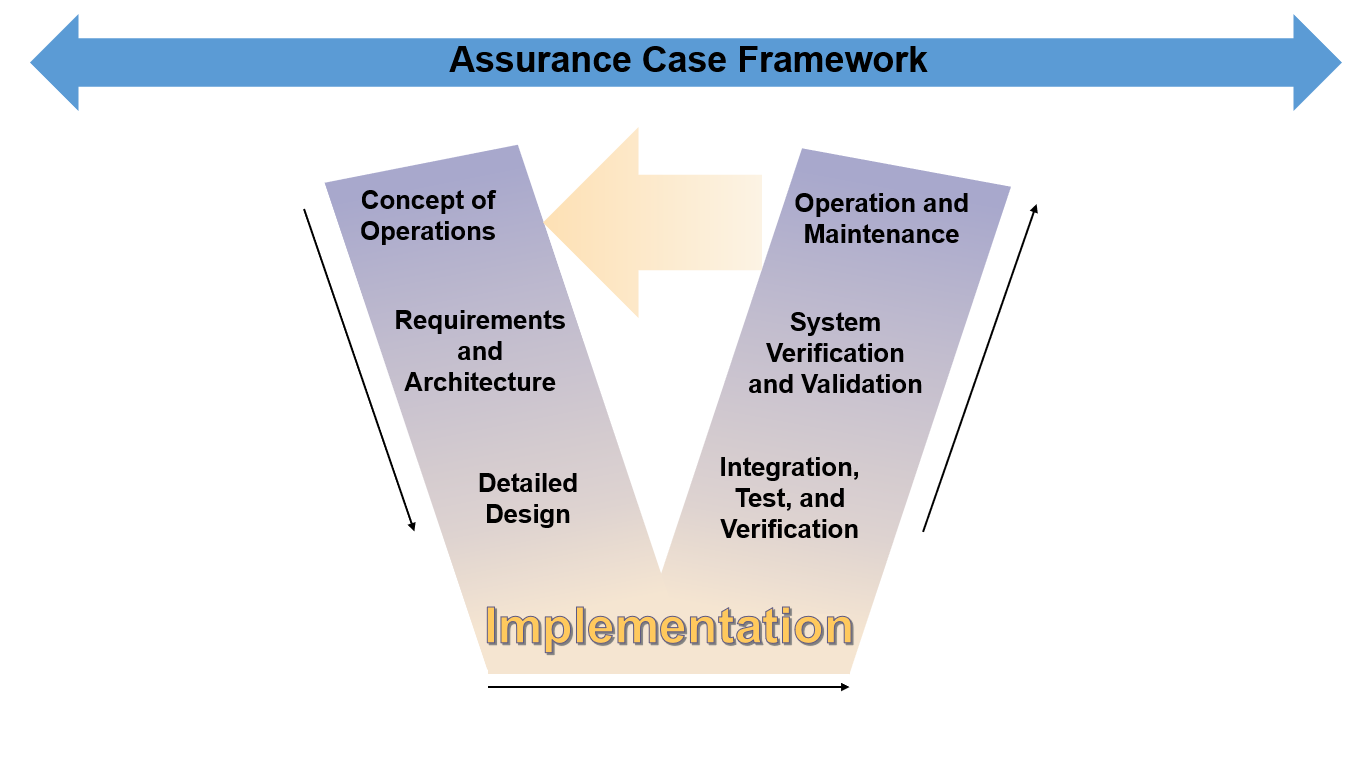 Assurance Case Framework
Concept of
Operations
Requirements
and
Architecture
Detailed
Design
Implementation
Integration,
Test, and
Verification
System
Verification
and Validation
Operation and
Maintenance